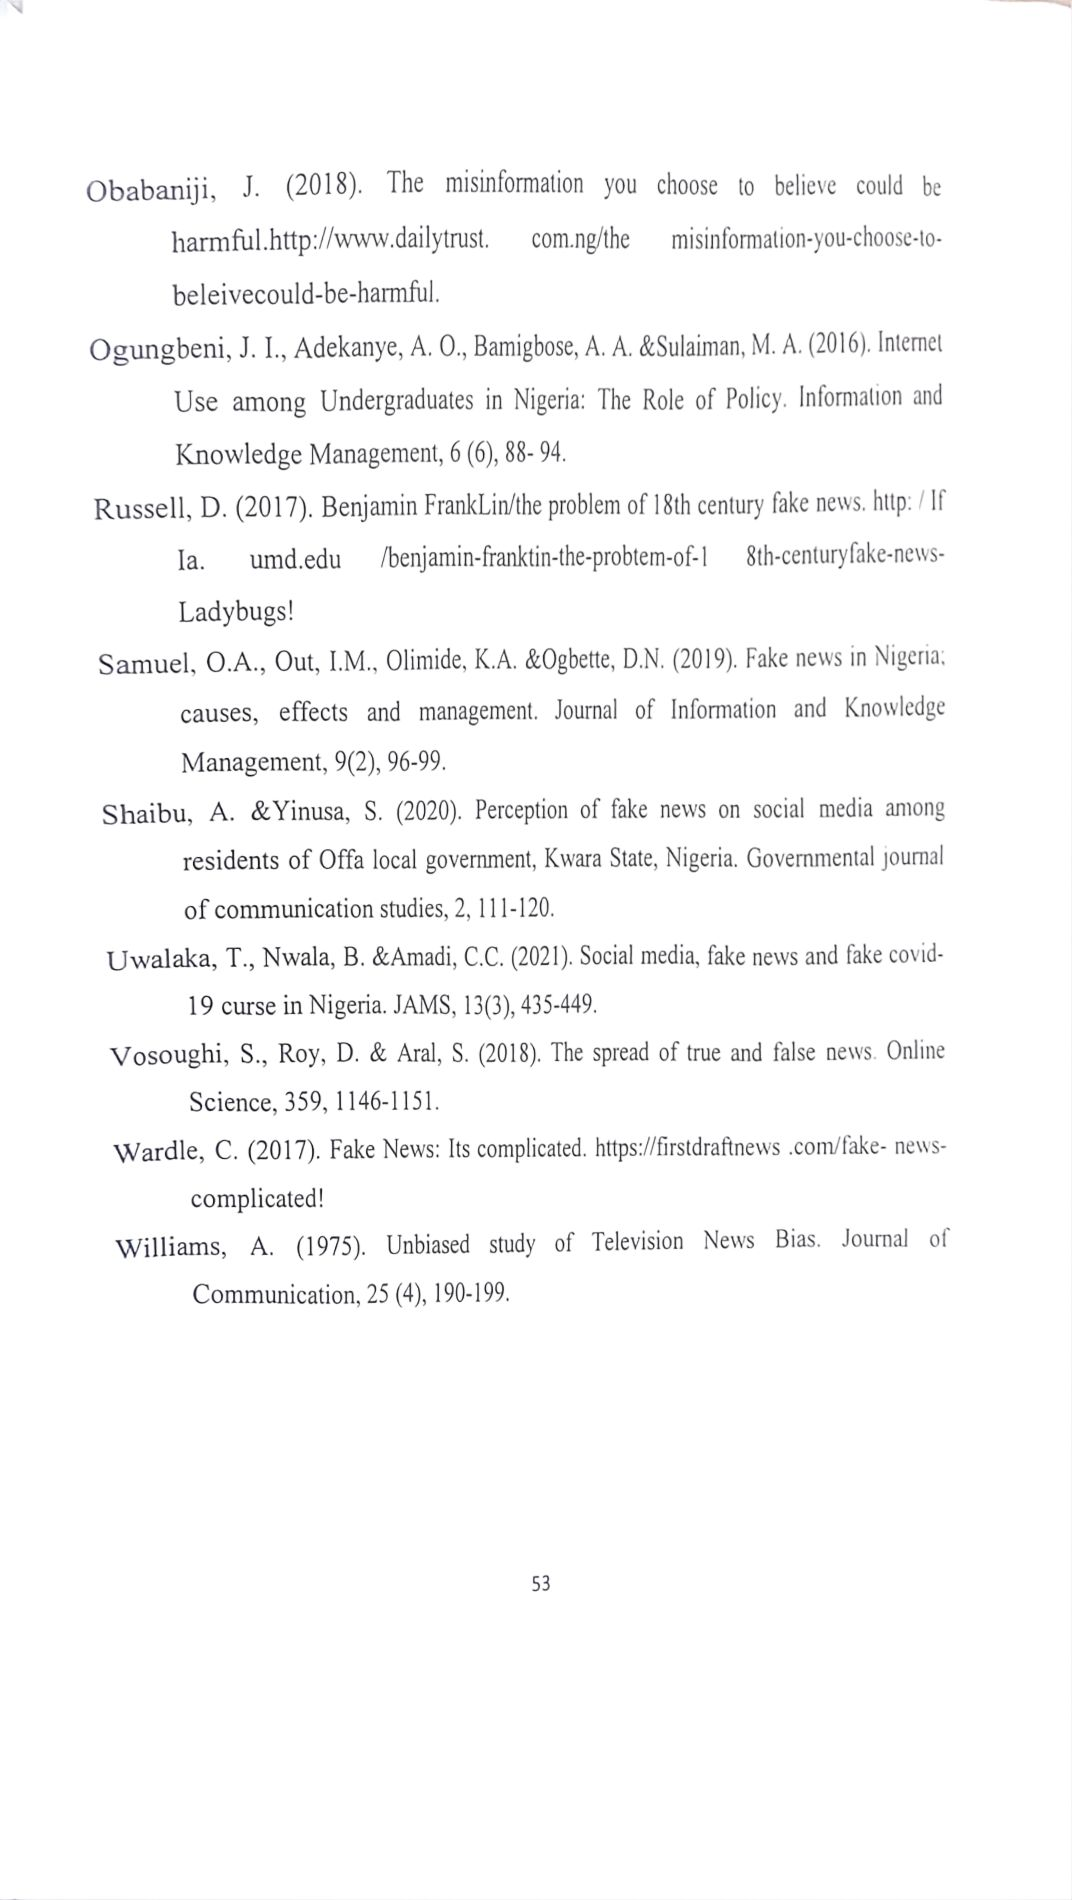 Obabaniji, J. (2018). The misinformation you choose to believe could be
harmful.http://www.dailytrust. com.ng/the misinformation-you-choose-to-
beleivecould-be-harmful.
Ogungbeni, J. I., Adekanye, A. O., Bamigbose, A. A. &Sulaiman, M. A. (2016). Internet
Use among Undergraduates in Nigeria: The Role of Policy. Information and
Knowledge Management, 6 (6), 88- 94.
Russell, D. (2017). Benjamin FrankLin/the problem of 18th century fake news. http: / If
Ia. umd.edu /benjamin-franktin-the-probtem-of-1 8th-centuryfake-news-
Ladybugs!
Samuel, O.A., Out, I.M., Olimide, K.A. &Ogbette, D.N. (2019). Fake news in Nigeria;
causes, effects and management. Journal of Information and Knowledge
Management, 9(2), 96-99.
Shaibu, A. &Yinusa, S. (2020). Perception of fake news on social media among
residents of Offa local government, Kwara State, Nigeria. Governmental journal
of communication studies, 2, 111-120.
Uwalaka, T., Nwala, B. &Amadi, C.C. (2021). Social media, fake news and fake covid-
19 curse in Nigeria. JAMS, 13(3), 435-449.
Vosoughi, S., Roy, D. & Aral, S. (2018). The spread of true and false news. Online
Science, 359, 1146-1151.
Wardle, C. (2017). Fake News: Its complicated. https://firstdraftnews .com/fake- news-
complicated!
Williams, A. (1975). Unbiased study of Television News Bias. Journal of
Communication, 25 (4), 190-199.
53